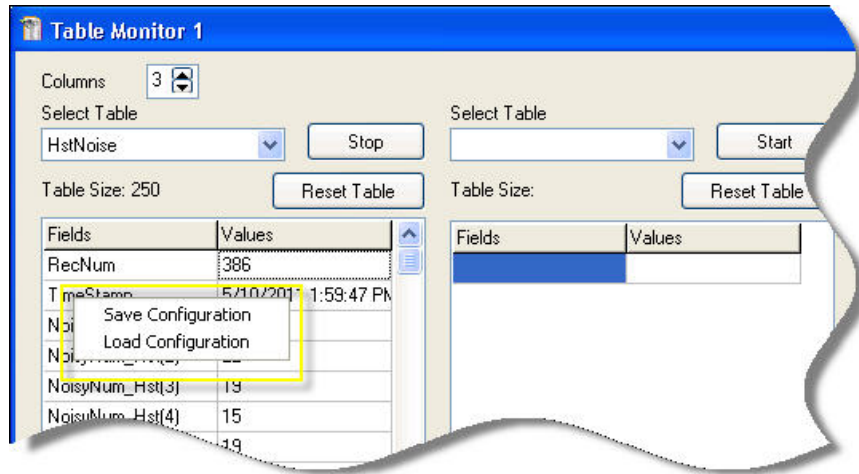 Table Monitor 1
Columns 3
Select Table
HstNoise Stop
Table Size: 250 Reset Table
Fields Values
RecNum 386
TimeStamp 5/10/2011 1:59:47 PM
Save Configuration
Load Configuration
NoisyNum_Hst(3) 19
NoisyNum_Hst(4) 15
19
Select Table
Start
Table Size: Reset Table
Fields Values